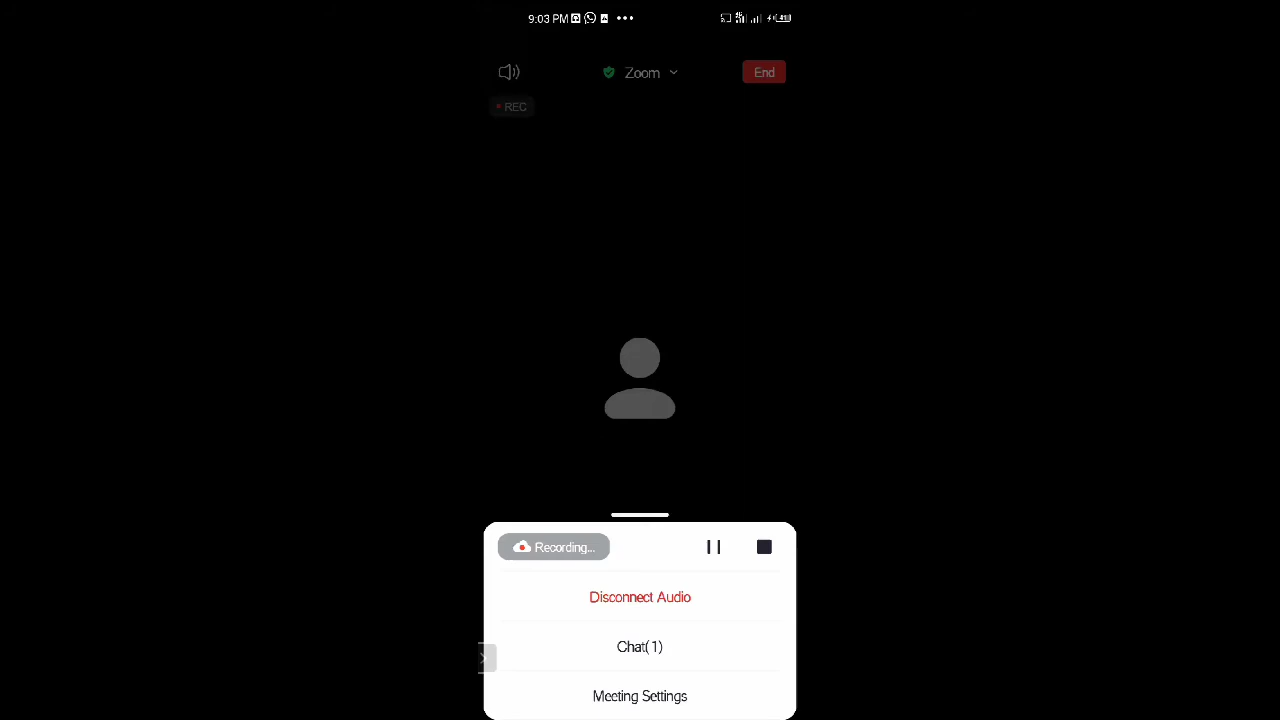 9:03 PM
Zoom
End
REC
Recording...
Disconnect Audio
Chat(1)
Meeting Settings